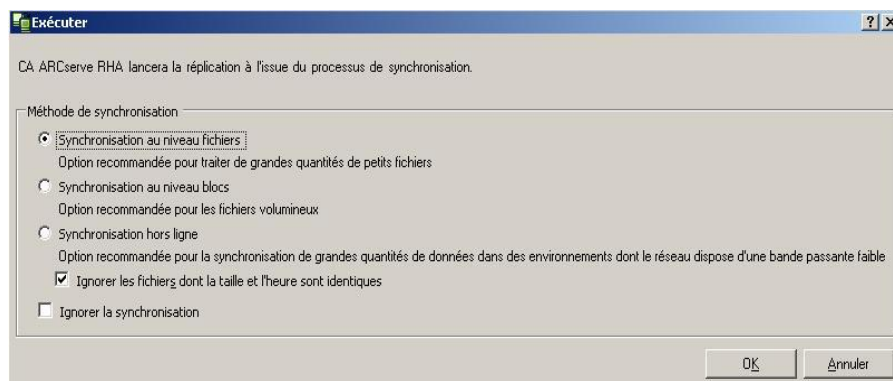 Exécuter
CA ARCserve RHA lancera la réplication à l'issue du processus de synchronisation.
Méthode de synchronisation
Synchronisation au niveau fichiers
Option recommandée pour traiter de grandes quantités de petits fichiers
Synchronisation au niveau blocs
Option recommandée pour les fichiers volumineux
Synchronisation hors ligne
Option recommandée pour la synchronisation de grandes quantités de données dans des environnements dont le réseau dispose d'une bande passante faible
Ignorer les fichiers dont la taille et l'heure sont identiques
Ignorer la synchronisation
OK Annuler